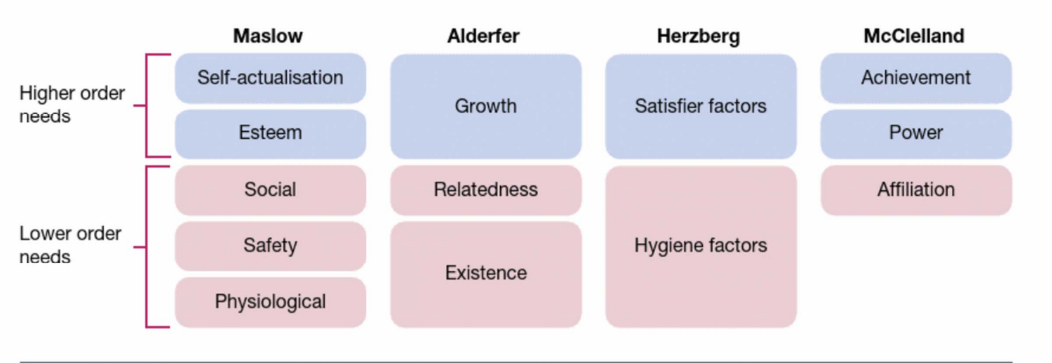 Maslow
Alderfer
Herzberg
McClelland
Higher order
needs
Self-actualisation
Esteem
Growth
Satisfier factors
Achievement
Power
Lower order
needs
Social
Safety
Physiological
Relatedness
Existence
Hygiene factors
Affiliation